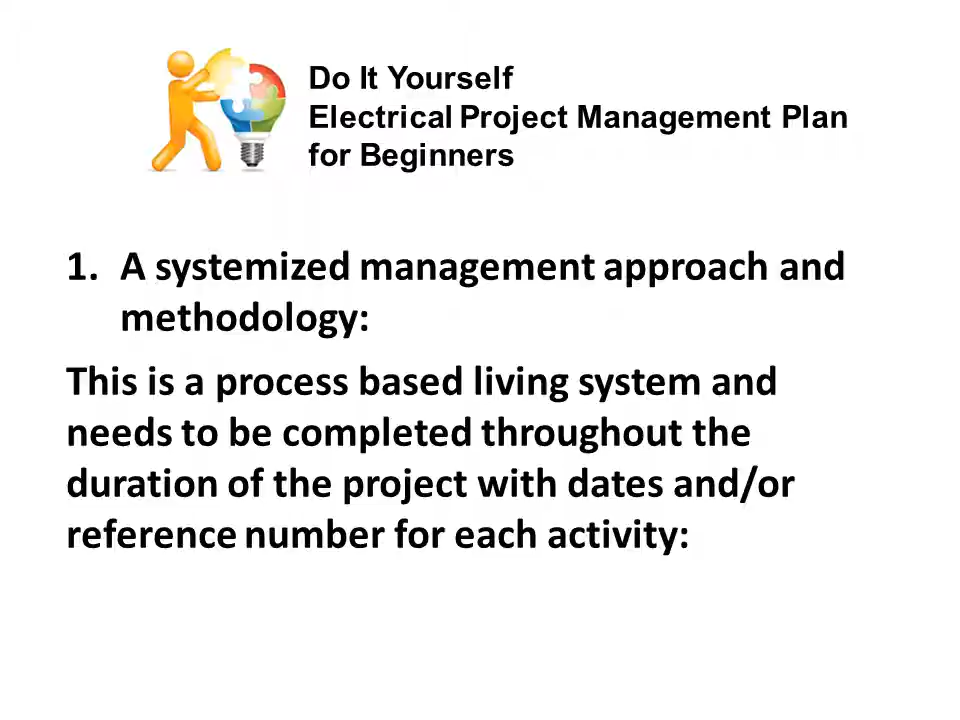 Do It Yourself
Electrical Project Management Plan
for Beginners
1. A systemized management approach and
methodology:
This is a process based living system and
needs to be completed throughout the
duration of the project with dates and/or
reference number for each activity: